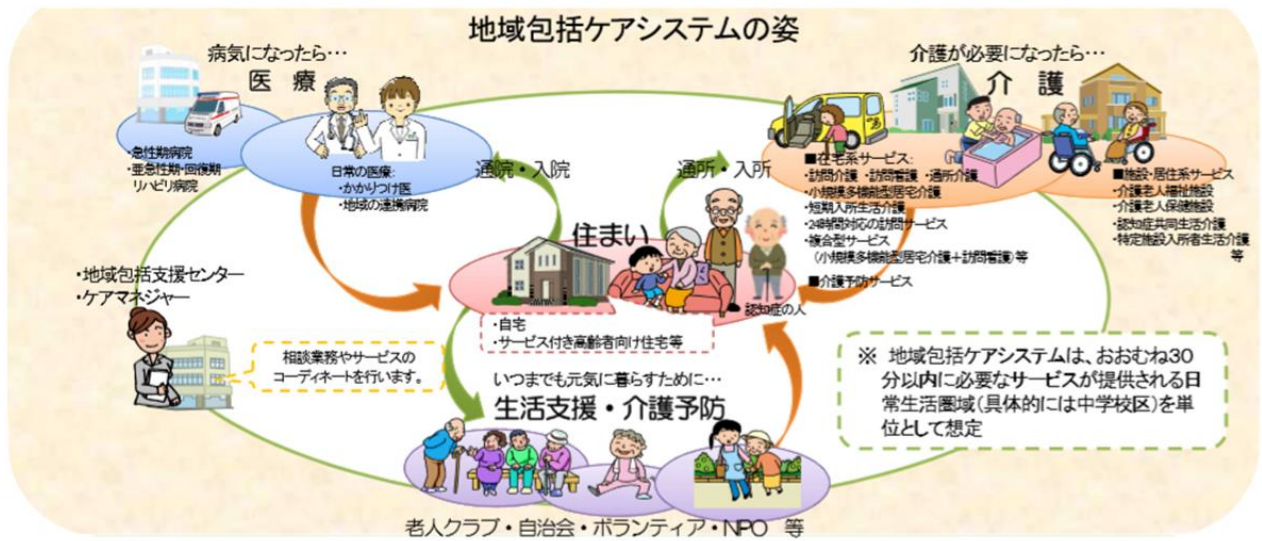 地域包括ケアシステムの姿
病気になったら…
医 療
・急性期病院
・亜急性期・回復期
リハビリ病院
日常の医療:
・かかりつけ医
・地域の連携病院
通院・入院
通所・入所
介護が必要になったら…
介 護
■在宅系サービス:
・訪問介護 ・訪問看護 ・通所介護
・小規模多機能型居宅介護
・短期入所生活介護
・24時間対応の訪問サービス
・複合型サービス
(小規模多機能型居宅介護+訪問看護)等
■介護予防サービス
■施設・居住系サービス
・介護老人福祉施設
・介護老人保健施設
・認知症共同生活介護
・特定施設入所者生活介護
等
住まい
認知症の人
・自宅
・サービス付き高齢者向け住宅等
・地域包括支援センター
・ケアマネジャー
相談業務やサービスの
コーディネートを行います。
いつまでも元気に暮らすために…
生活支援・介護予防
老人クラブ・自治会・ボランティア・NPO 等
※ 地域包括ケアシステムは、おおむね30
分以内に必要なサービスが提供される日
常生活圏域(具体的には中学校区)を単
位として想定